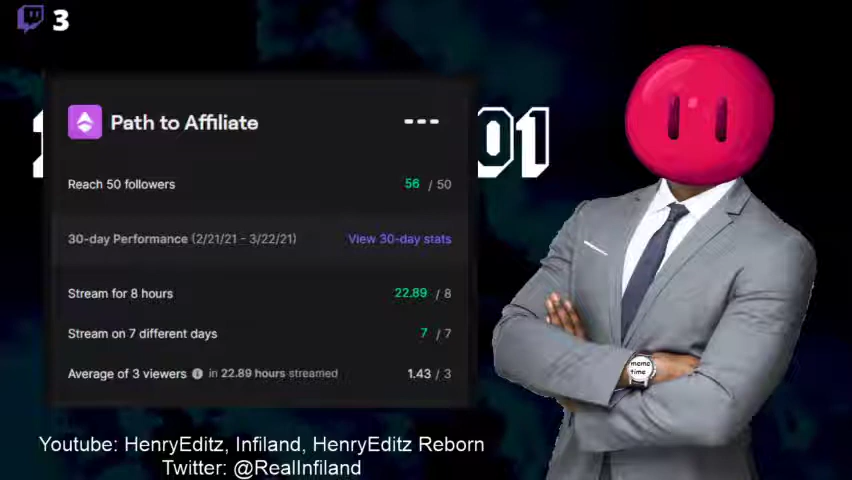 3
Path to Affiliate
01
Reach 50 followers 56 / 50
30-day Performance (2/21/21 - 3/22/21) View 30-day stats
Stream for 8 hours 22.89 / 8
Stream on 7 different days 7 / 7
Average of 3 viewers in 22.89 hours streamed 1.43 / 3
meme
time
Youtube: HenryEditz, Infiland, HenryEditz Reborn
Twitter: @RealInfiland